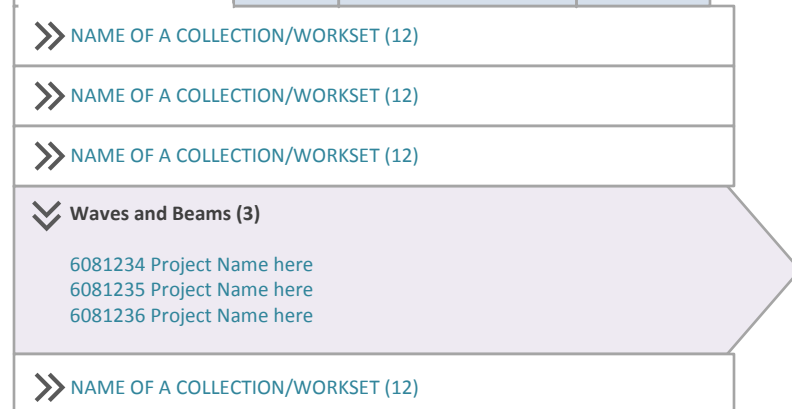 NAME OF A COLLECTION/WORKSET (12)
NAME OF A COLLECTION/WORKSET (12)
NAME OF A COLLECTION/WORKSET (12)
Waves and Beams (3)
6081234 Project Name here
6081235 Project Name here
6081236 Project Name here
NAME OF A COLLECTION/WORKSET (12)